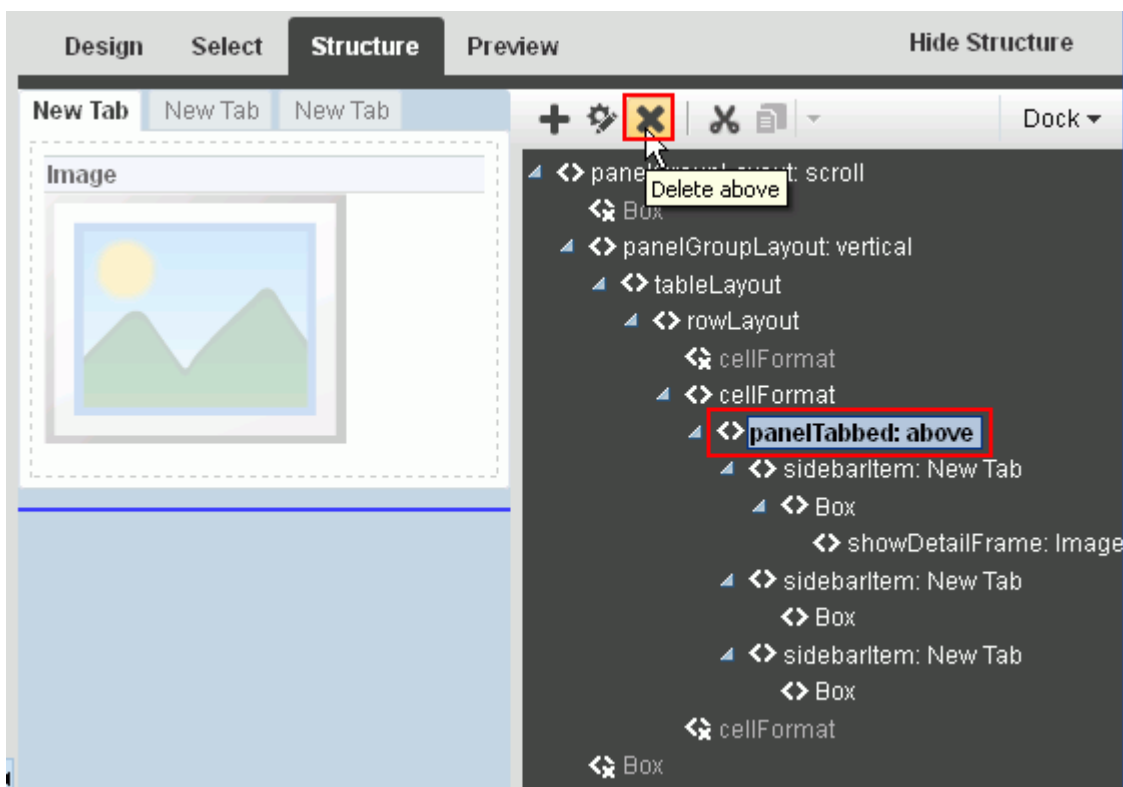 Design Select Structure Preview Hide Structure
New Tab New Tab New Tab
Dock
Image
panelGroupLayout: scroll
Delete above
Box
panelGroupLayout: vertical
tableLayout
rowLayout
cellFormat
cellFormat
panelTabbed: above
sidebarItem: New Tab
Box
showDetailFrame: Image
sidebarItem: New Tab
Box
sidebarItem: New Tab
Box
cellFormat
Box